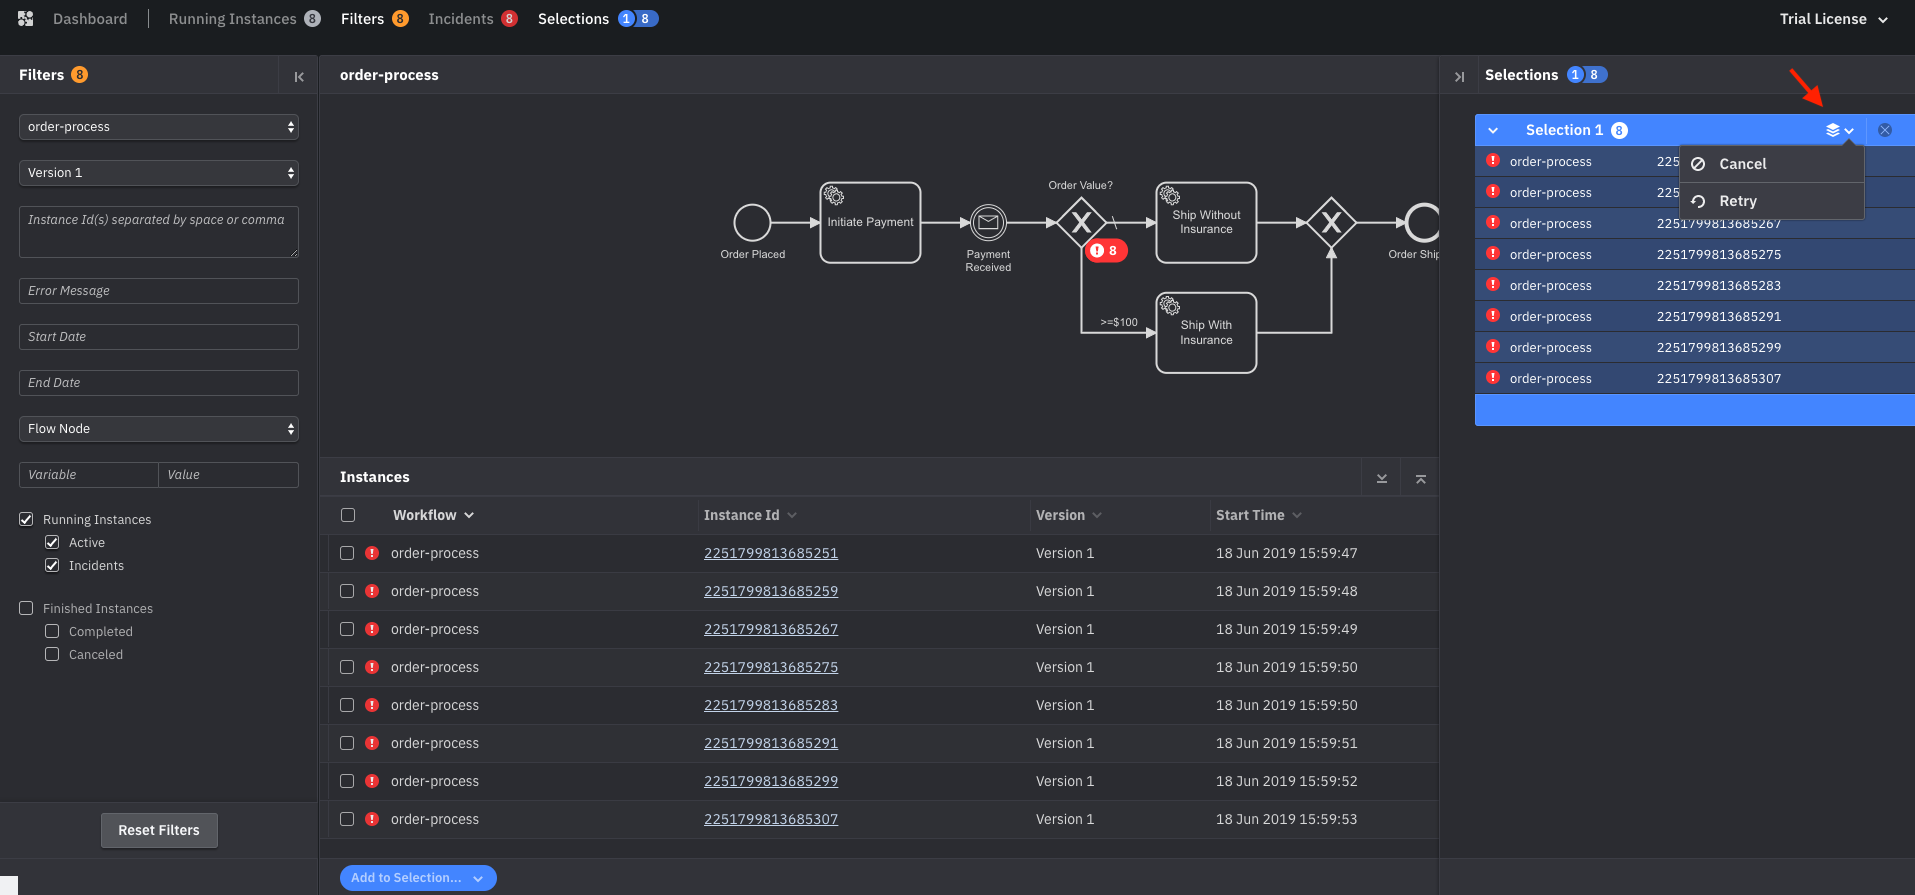 Dashboard Running Instances 8 Filters 8 Incidents 8 Selections 1 8 Trial License
Filters 8
order-process
Version 1
Instance Id(s) separated by space or comma
Error Message
Start Date
End Date
Flow Node
Variable Value
Running Instances
Active
Incidents
Finished Instances
Completed
Canceled
Reset Filters
order-process
Order Placed
Initiate Payment
Payment
Received
Order Value?
8
>=$100
Ship Without
Insurance
Ship With
Insurance
Order Ship
Instances
Workflow Instance Id Version Start Time
order-process 2251799813685251 Version 1 18 Jun 2019 15:59:47
order-process 2251799813685259 Version 1 18 Jun 2019 15:59:48
order-process 2251799813685267 Version 1 18 Jun 2019 15:59:49
order-process 2251799813685275 Version 1 18 Jun 2019 15:59:50
order-process 2251799813685283 Version 1 18 Jun 2019 15:59:50
order-process 2251799813685291 Version 1 18 Jun 2019 15:59:51
order-process 2251799813685299 Version 1 18 Jun 2019 15:59:52
order-process 2251799813685307 Version 1 18 Jun 2019 15:59:53
Add to Selection...
Selections 1 8
Selection 1 8
Cancel
Retry
order-process 225
order-process 225
order-process 2251799813685267
order-process 2251799813685275
order-process 2251799813685283
order-process 2251799813685291
order-process 2251799813685299
order-process 2251799813685307